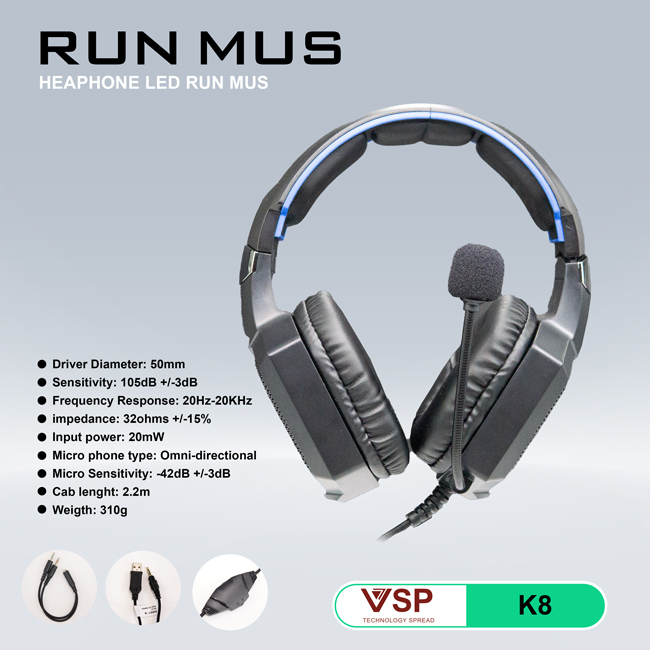 RUN MUS
HEAPHONE LED RUN MUS
Driver Diameter: 50mm
Sensitivity: 105dB +/-3dB
Frequency Response: 20Hz-20KHz
impedance: 32ohms +/-15%
Input power: 20mW
Micro phone type: Omni-directional
Micro Sensitivity: -42dB +/-3dB
Cab lenght: 2.2m
Weigth: 310g
VSP
TECHNOLOGY SPREAD
K8